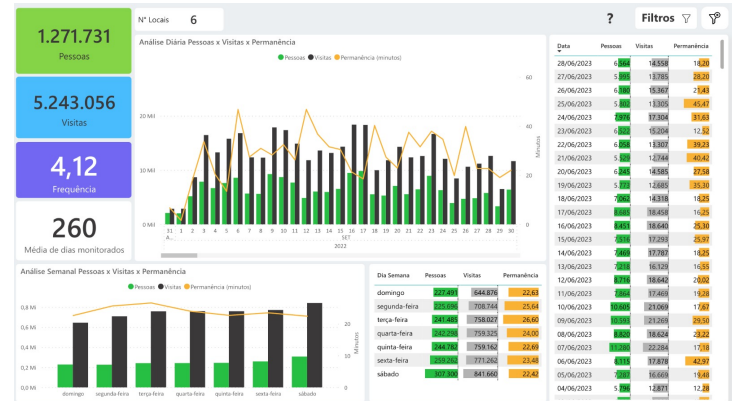 1.271.731
Pessoas
5.243.056
Visitas
4,12
Frequência
260
Média de dias monitorados
N° Locais 6
?
Filtros
Análise Diária Pessoas x Visitas x Permanência
Pessoas Visitas Permanência (minutos)
20 Mil
10 Mil
0 Mil
60
40
20
0
Minutos
31 1 2 3 4 5 6 7 8 9 10 11 12 13 14 15 16 17 18 19 20 21 22 23 24 25 26 27 28 29 30
A... SET
2022
Data Pessoas Visitas Permanência
28/06/2023 6.564 14.558 18,20
27/06/2023 5.895 13.785 28,20
26/06/2023 6.180 15.367 21,43
25/06/2023 5.802 13.305 45,47
24/06/2023 7.976 17.304 31,63
23/06/2023 6.522 15.204 12,52
22/06/2023 6.058 13.307 39,23
21/06/2023 5.529 12.744 40,42
20/06/2023 6.245 14.585 27,58
19/06/2023 5.773 12.685 35,30
18/06/2023 7.062 14.318 18,25
17/06/2023 8.685 18.458 16,25
16/06/2023 8.451 18.640 25,30
15/06/2023 7.516 17.293 25,97
14/06/2023 7.469 17.787 18,25
13/06/2023 7.218 16.129 16,55
12/06/2023 8.716 18.642 20,02
11/06/2023 7.864 17.469 19,28
10/06/2023 10.605 21.069 17,67
09/06/2023 10.593 21.269 29,50
08/06/2023 8.820 18.624 23,22
07/06/2023 11.280 22.284 17,18
06/06/2023 8.115 17.878 42,97
05/06/2023 7.287 16.669 19,48
04/06/2023 5.796 12.871 12,28
Análise Semanal Pessoas x Visitas x Permanência
Pessoas Visitas Permanência (minutos)
0,8 Mi
0,6 Mi
0,4 Mi
0,2 Mi
0,0 Mi
20
10
0
Minutos
domingo segunda-feira terça-feira quarta-feira quinta-feira sexta-feira sábado
Dia Semana Pessoas Visitas Permanência
domingo 227.491 644.876 22,63
segunda-feira 225.696 708.744 25,64
terça-feira 241.485 758.027 26,60
quarta-feira 242.298 759.325 24,00
quinta-feira 244.782 759.162 22,69
sexta-feira 259.262 771.262 23,48
sábado 307.300 841.660 22,42